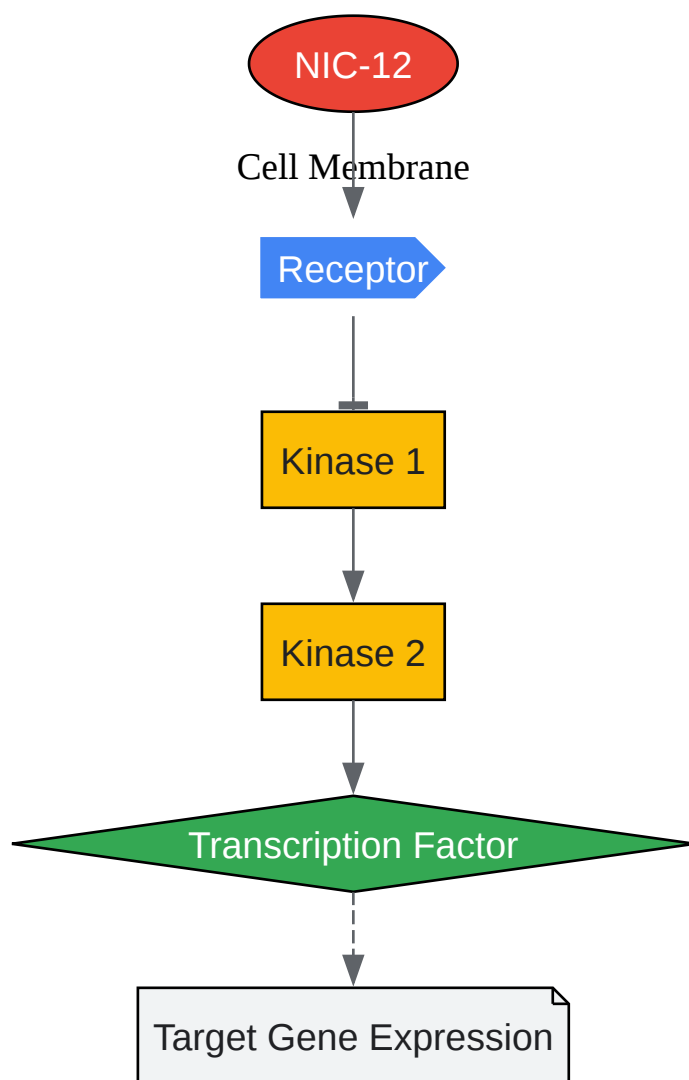 NIC-12
Cell Membrane
Receptor
Kinase 1
Kinase 2
Transcription Factor
Target Gene Expression